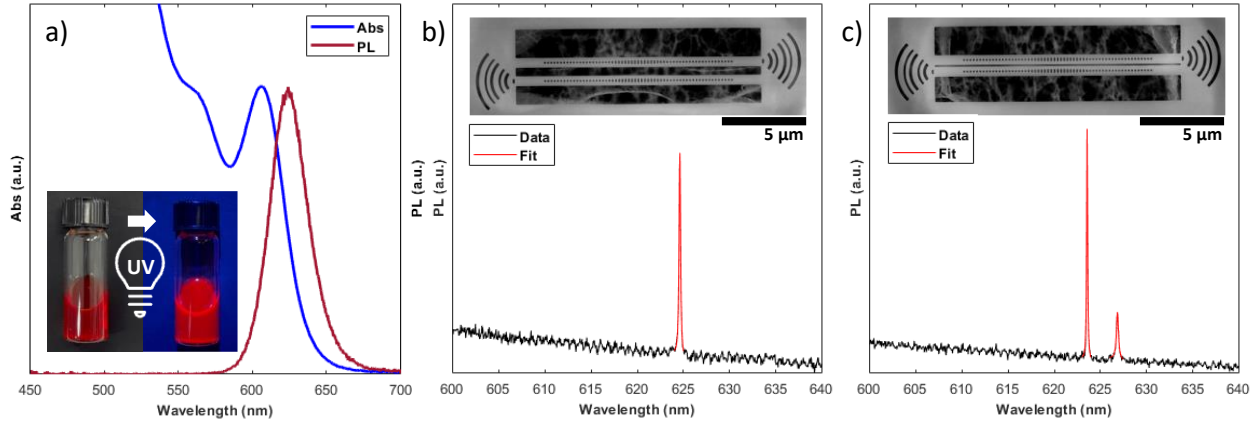 a)
Abs
PL
UV
Abs (a.u.)
PL (a.u.)
450 500 550 600 650 700
Wavelength (nm)
b)
5 µm
Data
Fit
PL (a.u.)
600 605 610 615 620 625 630 635 640
Wavelength (nm)
c)
5 µm
Data
Fit
PL (a.u.)
600 605 610 615 620 625 630 635 640
Wavelength (nm)